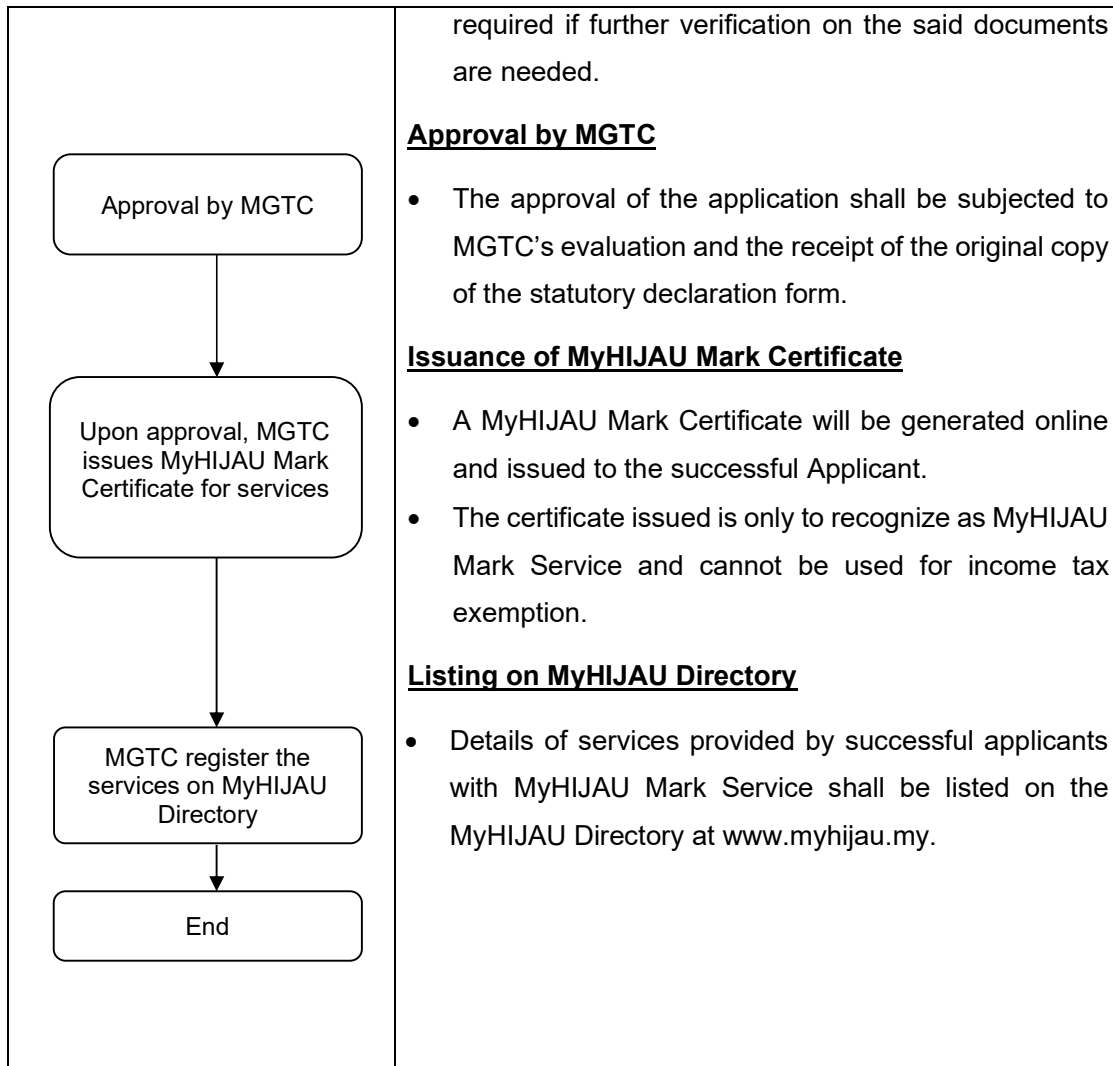 required if further verification on the said documents
are needed.
Approval by MGTC
Approval by MGTC
• The approval of the application shall be subjected to
MGTC’s evaluation and the receipt of the original copy
of the statutory declaration form.
Issuance of MyHIJAU Mark Certificate
Upon approval, MGTC
issues MyHIJAU Mark
Certificate for services
• A MyHIJAU Mark Certificate will be generated online
and issued to the successful Applicant.
• The certificate issued is only to recognize as MyHIJAU
Mark Service and cannot be used for income tax
exemption.
Listing on MyHIJAU Directory
MGTC register the
services on MyHIJAU
Directory
• Details of services provided by successful applicants
with MyHIJAU Mark Service shall be listed on the
MyHIJAU Directory at www.myhijau.my.
End